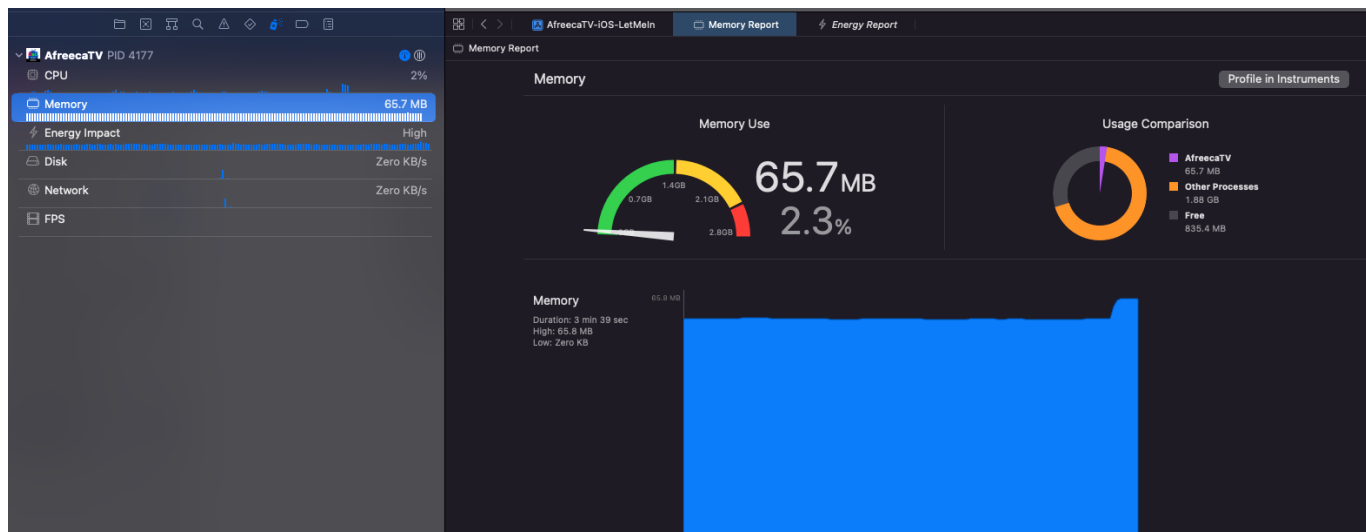 AfreecaTV PID 4177
CPU 2%
Memory 65.7 MB
Energy Impact High
Disk Zero KB/s
Network Zero KB/s
FPS
AfreecaTV-iOS-LetMeIn Memory Report Energy Report
Memory Report
Memory Profile in Instruments
Memory Use
0.7GB
1.4GB
2.1GB
2.8GB
65.7 MB
2.3%
Usage Comparison
AfreecaTV
65.7 MB
Other Processes
1.88 GB
Free
835.4 MB
Memory
Duration: 3 min 39 sec
High: 65.8 MB
Low: Zero KB
65.8 MB